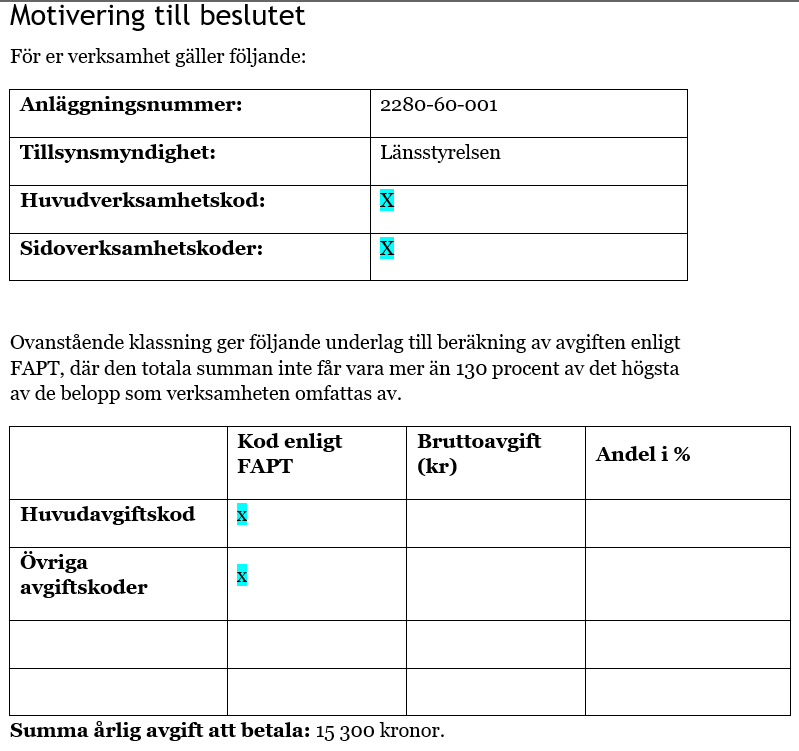 Motivering till beslutet
För er verksamhet gäller följande:
Anläggningsnummer: 2280-60-001
Tillsynsmyndighet: Länsstyrelsen
Huvudverksamhetskod: X
Sidoverksamhetskoder: X
Ovanstående klassning ger följande underlag till beräkning av avgiften enligt
FAPT, där den totala summan inte får vara mer än 130 procent av det högsta
av de belopp som verksamheten omfattas av.
Kod enligt
FAPT
Bruttoavgift
(kr)
Andel i %
Huvudavgiftskod x
Övriga
avgiftskoder
x
Summa årlig avgift att betala: 15 300 kronor.